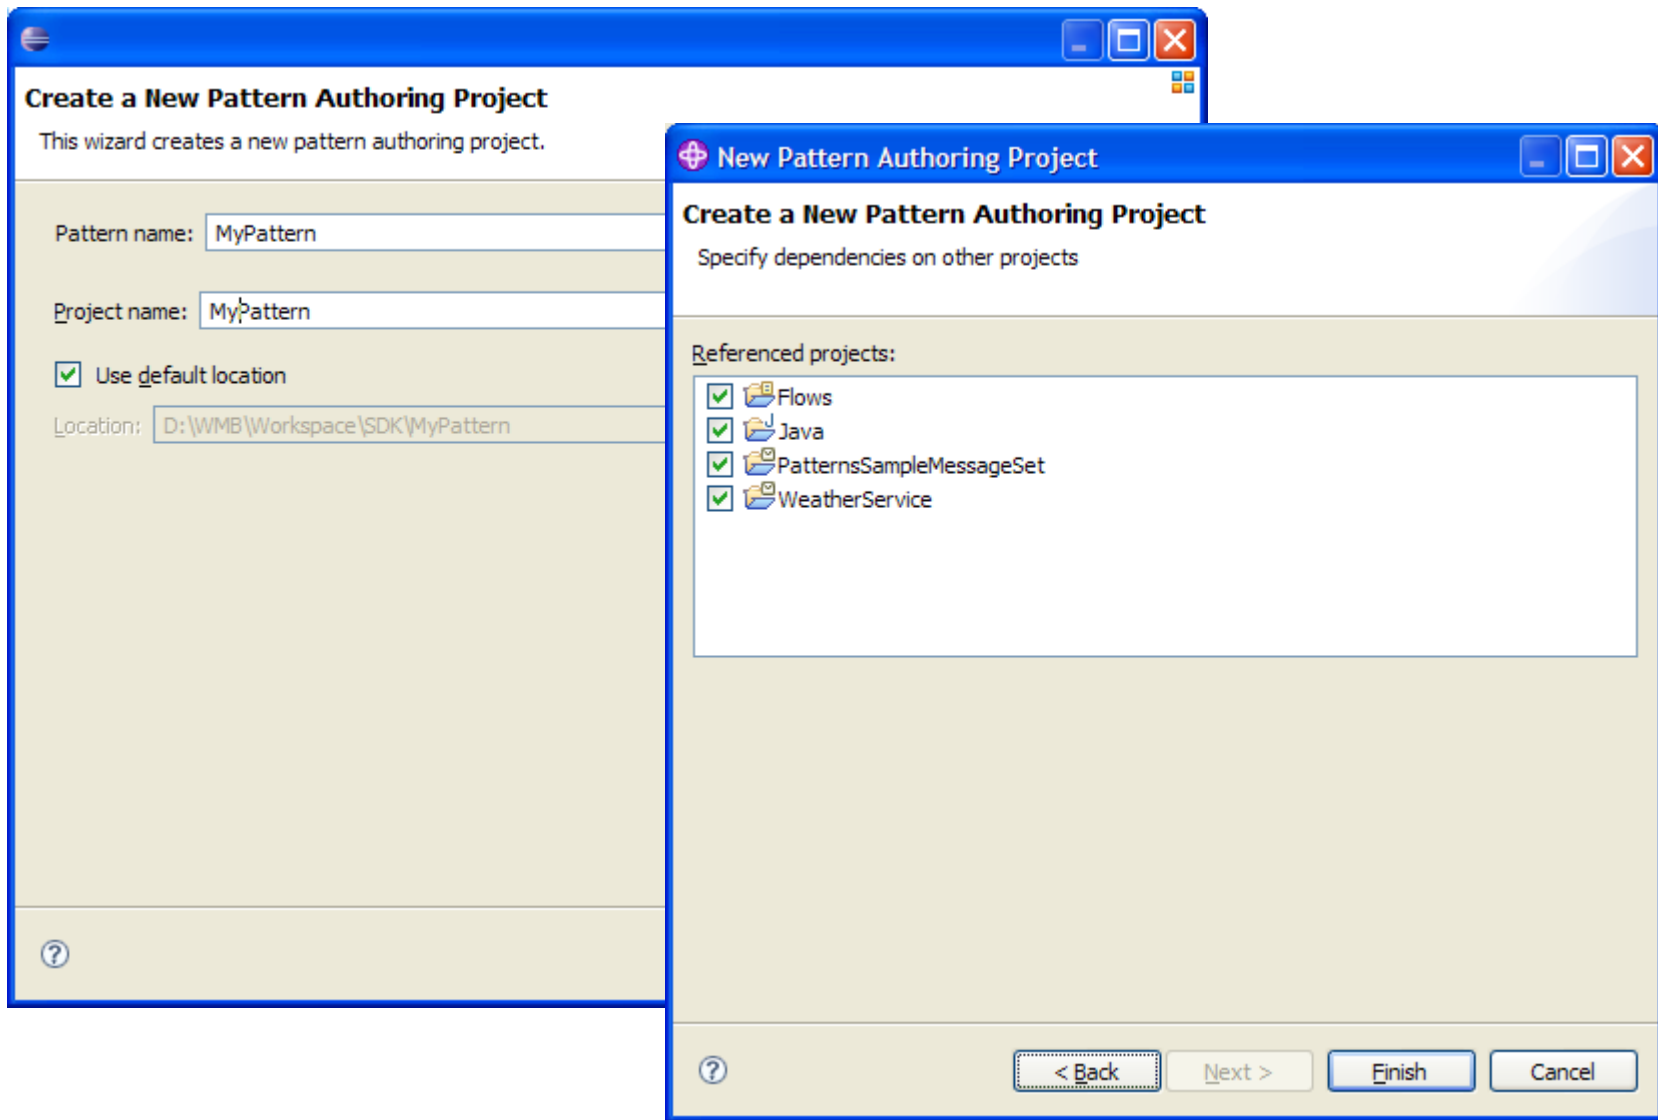 Create a New Pattern Authoring Project
This wizard creates a new pattern authoring project.
Pattern name: MyPattern
Project name: MyPattern
Use default location
Location: D:\WMB\Workspace\SDK\MyPattern
New Pattern Authoring Project
Create a New Pattern Authoring Project
Specify dependencies on other projects
Referenced projects:
Flows
Java
PatternsSampleMessageSet
WeatherService
< Back Next > Finish Cancel